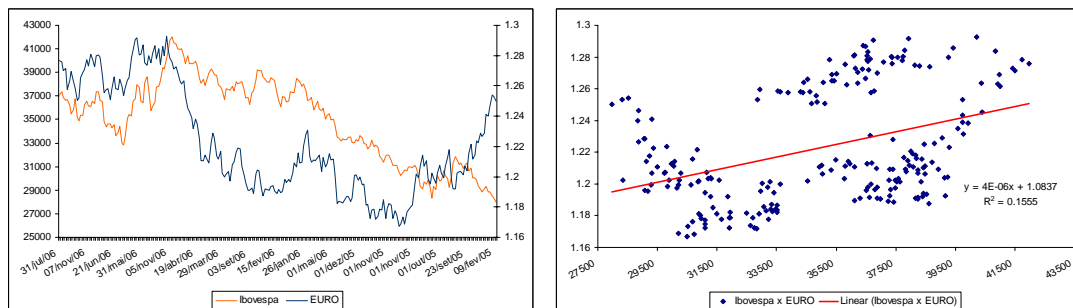 43000
41000
39000
37000
35000
33000
31000
29000
27000
25000
1.3
1.28
1.26
1.24
1.22
1.2
1.18
1.16
31/jul/06
07/nov/06
21/jun/06
31/mai/06
05/nov/06
19/abr/06
29/mar/06
03/set/06
15/fev/06
26/jan/06
01/mai/06
01/dez/05
01/nov/05
01/nov/05
01/out/05
23/set/05
09/fev/05
Ibovespa
EURO
1.3
1.28
1.26
1.24
1.22
1.2
1.18
1.16
y = 4E-06x + 1.0837
R² = 0.1555
27500
29500
31500
33500
35500
37500
39500
41500
43500
Ibovespa x EURO
Linear (Ibovespa x EURO)